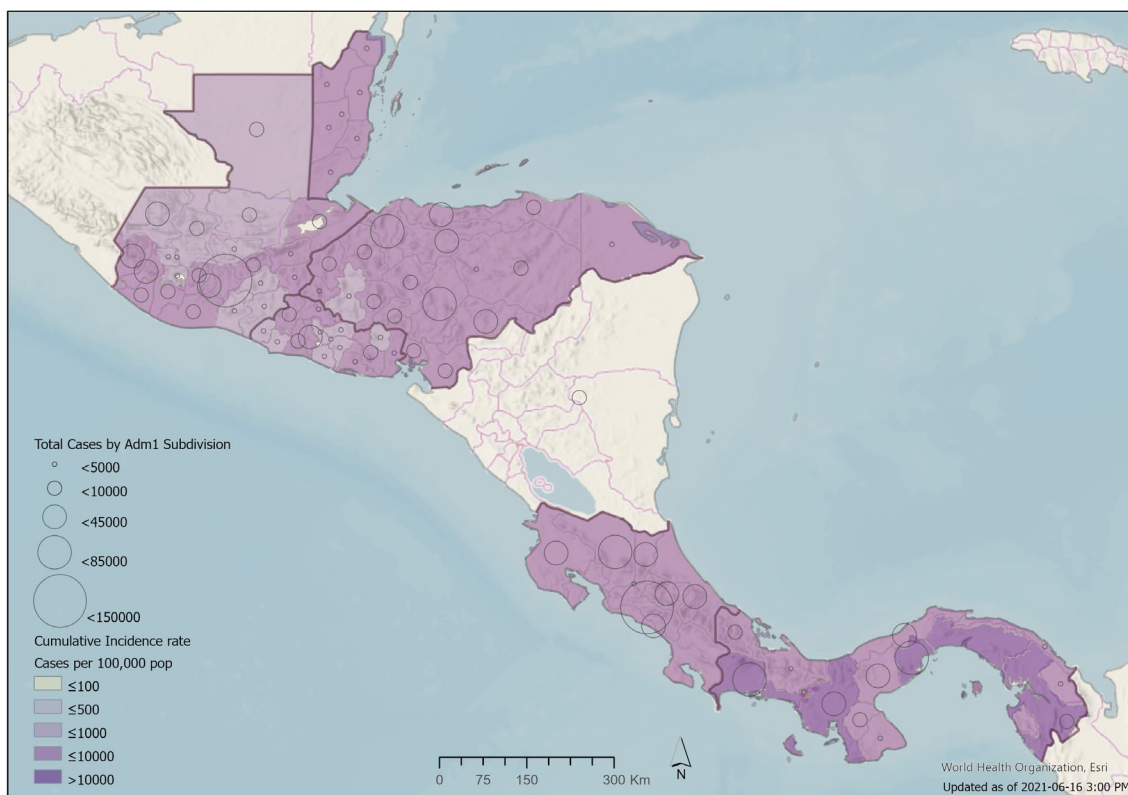 Total Cases by Adm1 Subdivision
<5000
<10000
<45000
<85000
<150000
Cumulative Incidence rate
Cases per 100,000 pop
≤100
≤500
≤1000
≤10000
>10000
0 75 150 300 Km
N
World Health Organization, Esri
Updated as of 2021-06-16 3:00 PM